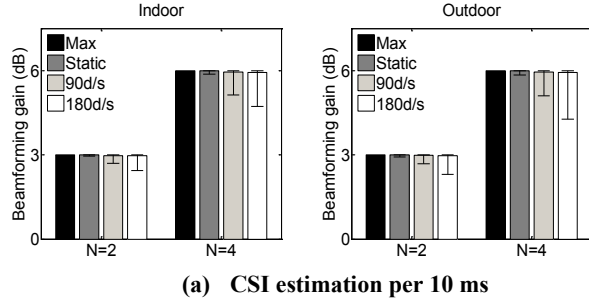 Indoor
Beamforming gain (dB)
6
3
0
Max
Static
90d/s
180d/s
N=2
N=4
Outdoor
Beamforming gain (dB)
6
3
0
Max
Static
90d/s
180d/s
N=2
N=4
(a) CSI estimation per 10 ms